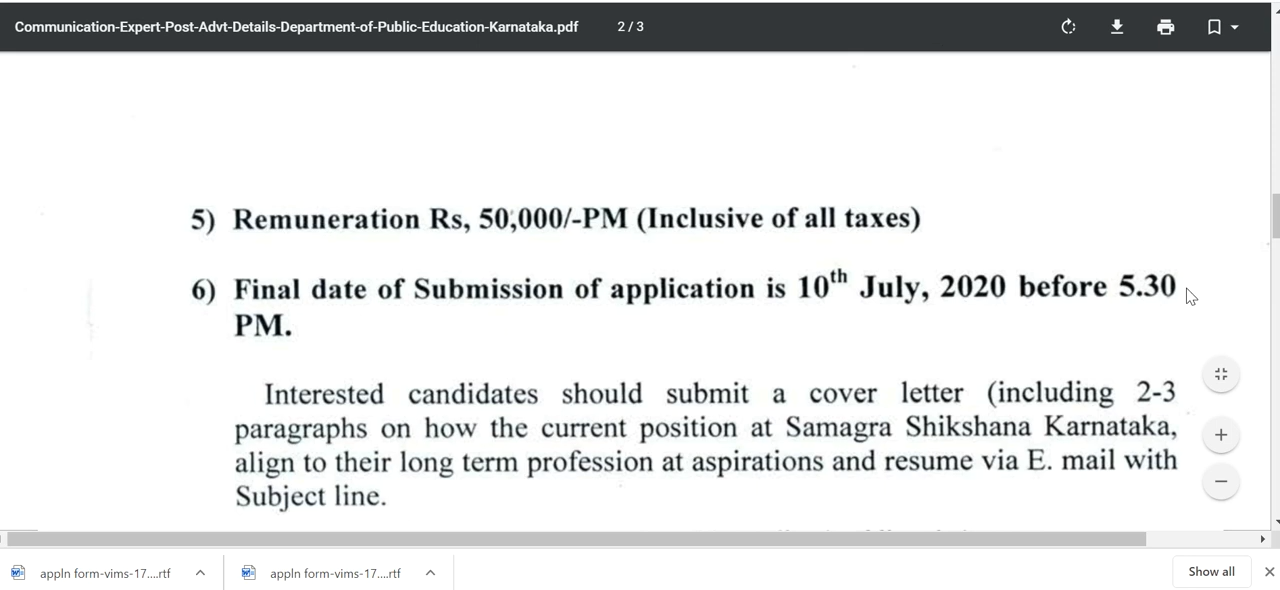 Communication-Expert-Post-Advt-Details-Department-of-Public-Education-Karnataka.pdf 2 / 3
5) Remuneration Rs, 50,000/-PM (Inclusive of all taxes)
6) Final date of Submission of application is 10th July, 2020 before 5.30
PM.
Interested candidates should submit a cover letter (including 2-3
paragraphs on how the current position at Samagra Shikshana Karnataka,
align to their long term profession at aspirations and resume via E. mail with
Subject line.
appln form-vims-17....rtf appln form-vims-17....rtf Show all